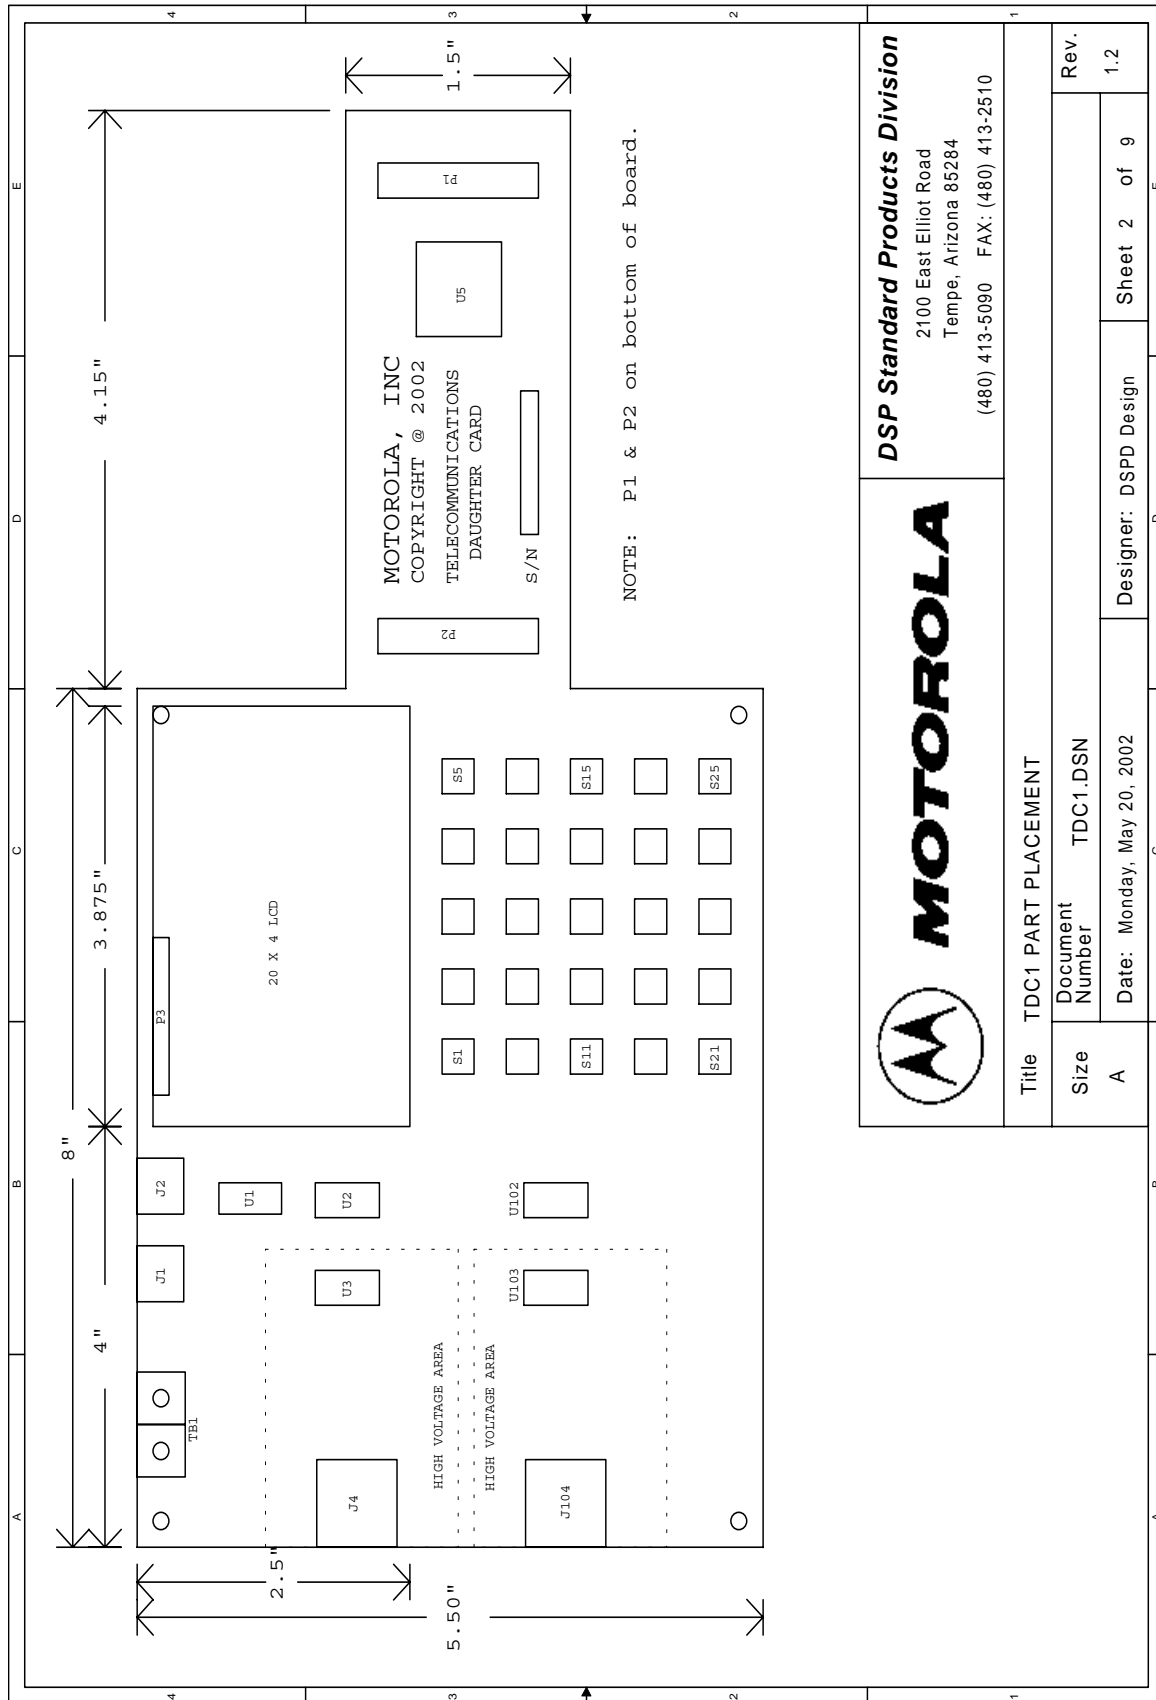 A
B
C
D
E
4
3
2
1
8"
4"
3.875"
4.15"
2.5"
5.50"
1.5"
TB1
J1
J2
P3
20 X 4 LCD
U1
U2
U3
J4
HIGH VOLTAGE AREA
HIGH VOLTAGE AREA
J104
U103
U102
S1
S5
S11
S15
S21
S25
P2
MOTOROLA, INC
COPYRIGHT @ 2002
TELECOMMUNICATIONS
DAUGHTER CARD
S/N
U5
P1
NOTE: P1 & P2 on bottom of board.
MOTOROLA
DSP Standard Products Division
2100 East Elliot Road
Tempe, Arizona 85284
(480) 413-5090 FAX: (480) 413-2510
Title TDC1 PART PLACEMENT
Size
A
Document
Number
TDC1.DSN
Rev.
1.2
Date: Monday, May 20, 2002
Designer: DSPD Design
Sheet 2 of 9
4
3
2
1
A
B
C
D
E